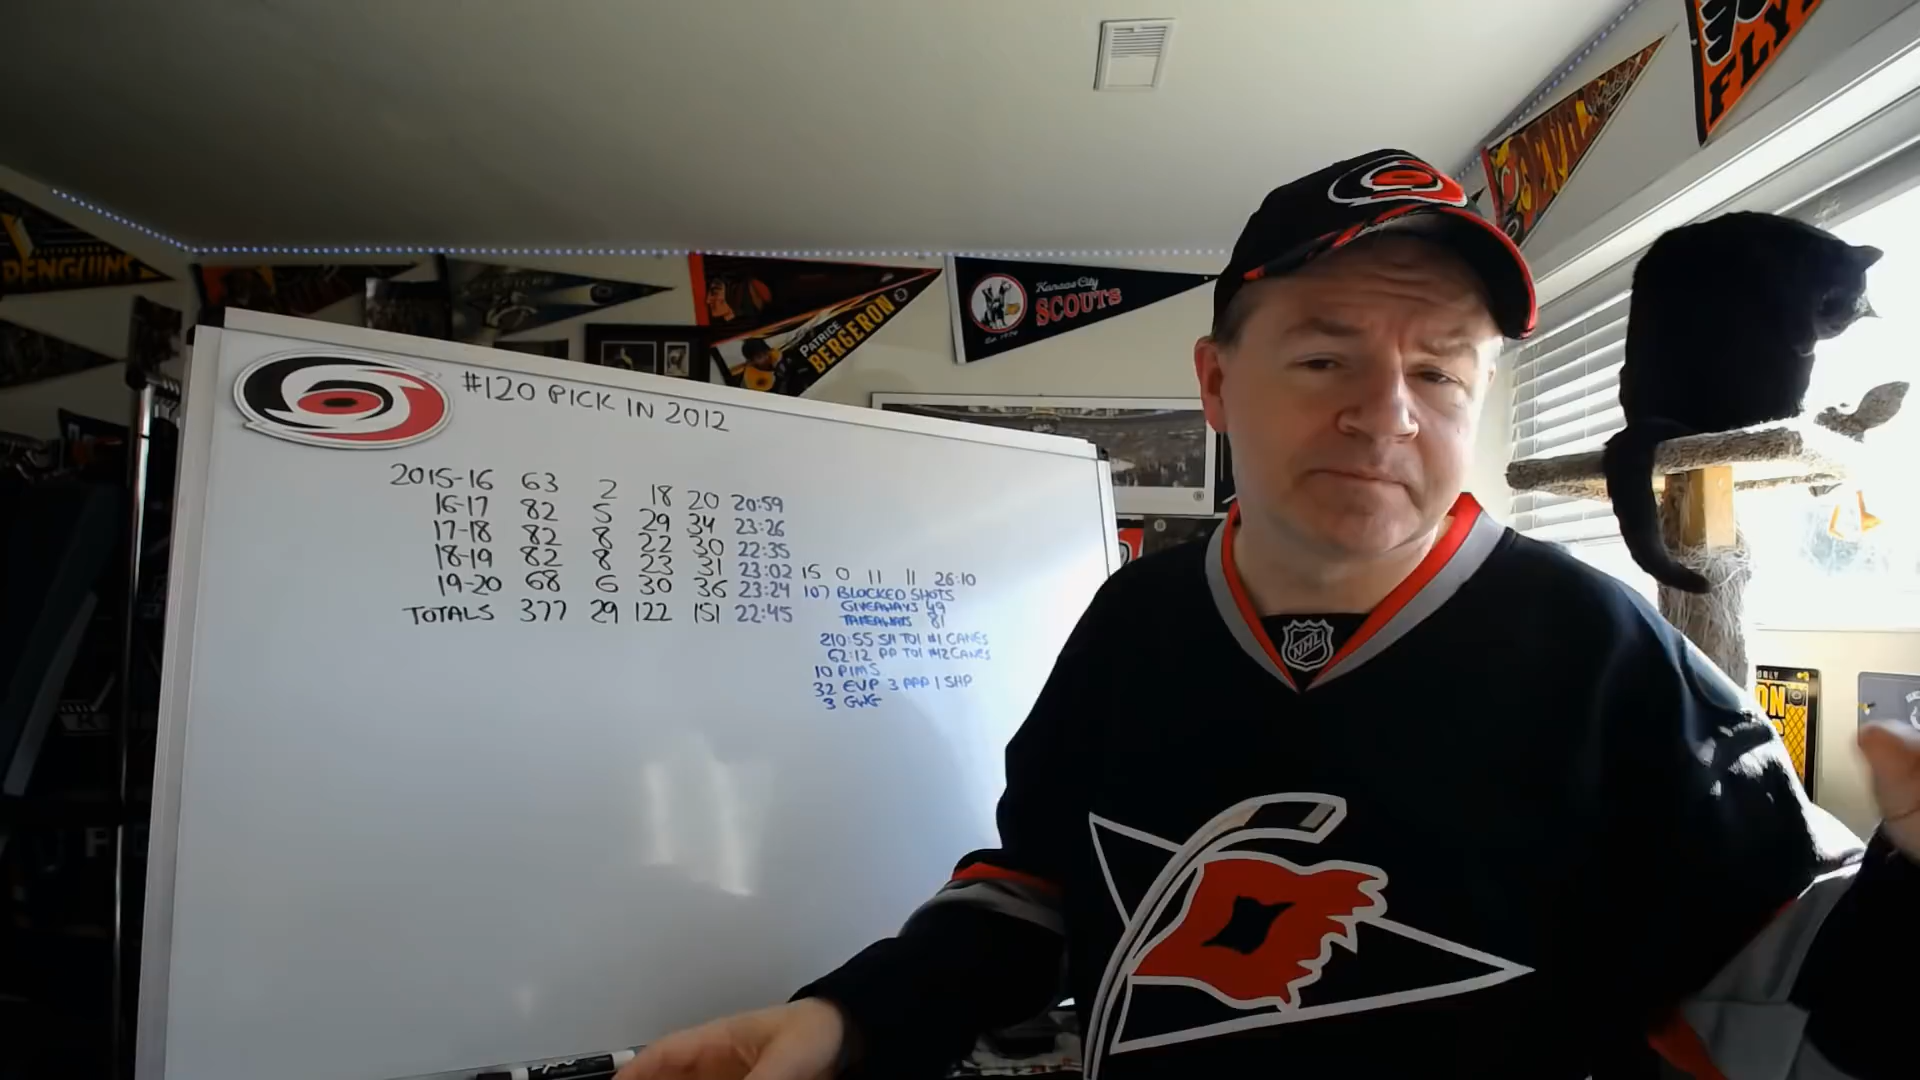 PENGUINS
FLY
Kansas City
SCOUTS
PATRICE
BERGERON
#120 PICK IN 2012
2015-16 63 2 18 20 20:59
16-17 82 5 29 34 23:26
17-18 82 8 22 30 22:35
18-19 82 8 23 31 23:02 15 0 11 11 26:10
19-20 68 6 30 36 23:24 107 BLOCKED SHOTS
TOTALS 377 29 122 151 22:45
GIVEAWAYS 49
TAKEAWAYS 81
210:55 SH TOI #1 CANES
62:12 PP TOI #2 CANES
10 PIMS
32 EVP 3 PPP 1 SHP
3 GWG
NHL